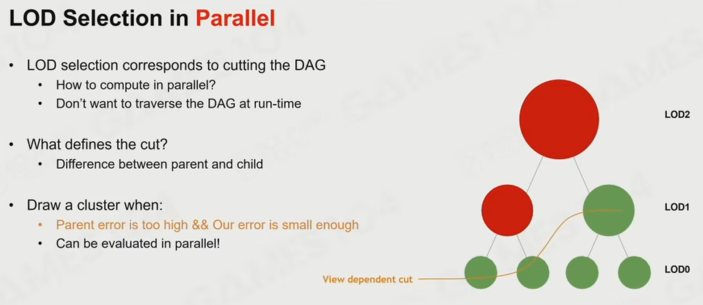 LOD Selection in Parallel
• LOD selection corresponds to cutting the DAG
• How to compute in parallel?
• Don't want to traverse the DAG at run-time
• What defines the cut?
• Difference between parent and child
• Draw a cluster when:
• Parent error is too high && Our error is small enough
• Can be evaluated in parallel!
LOD2
LOD1
LOD0
View dependent cut
GAMES104